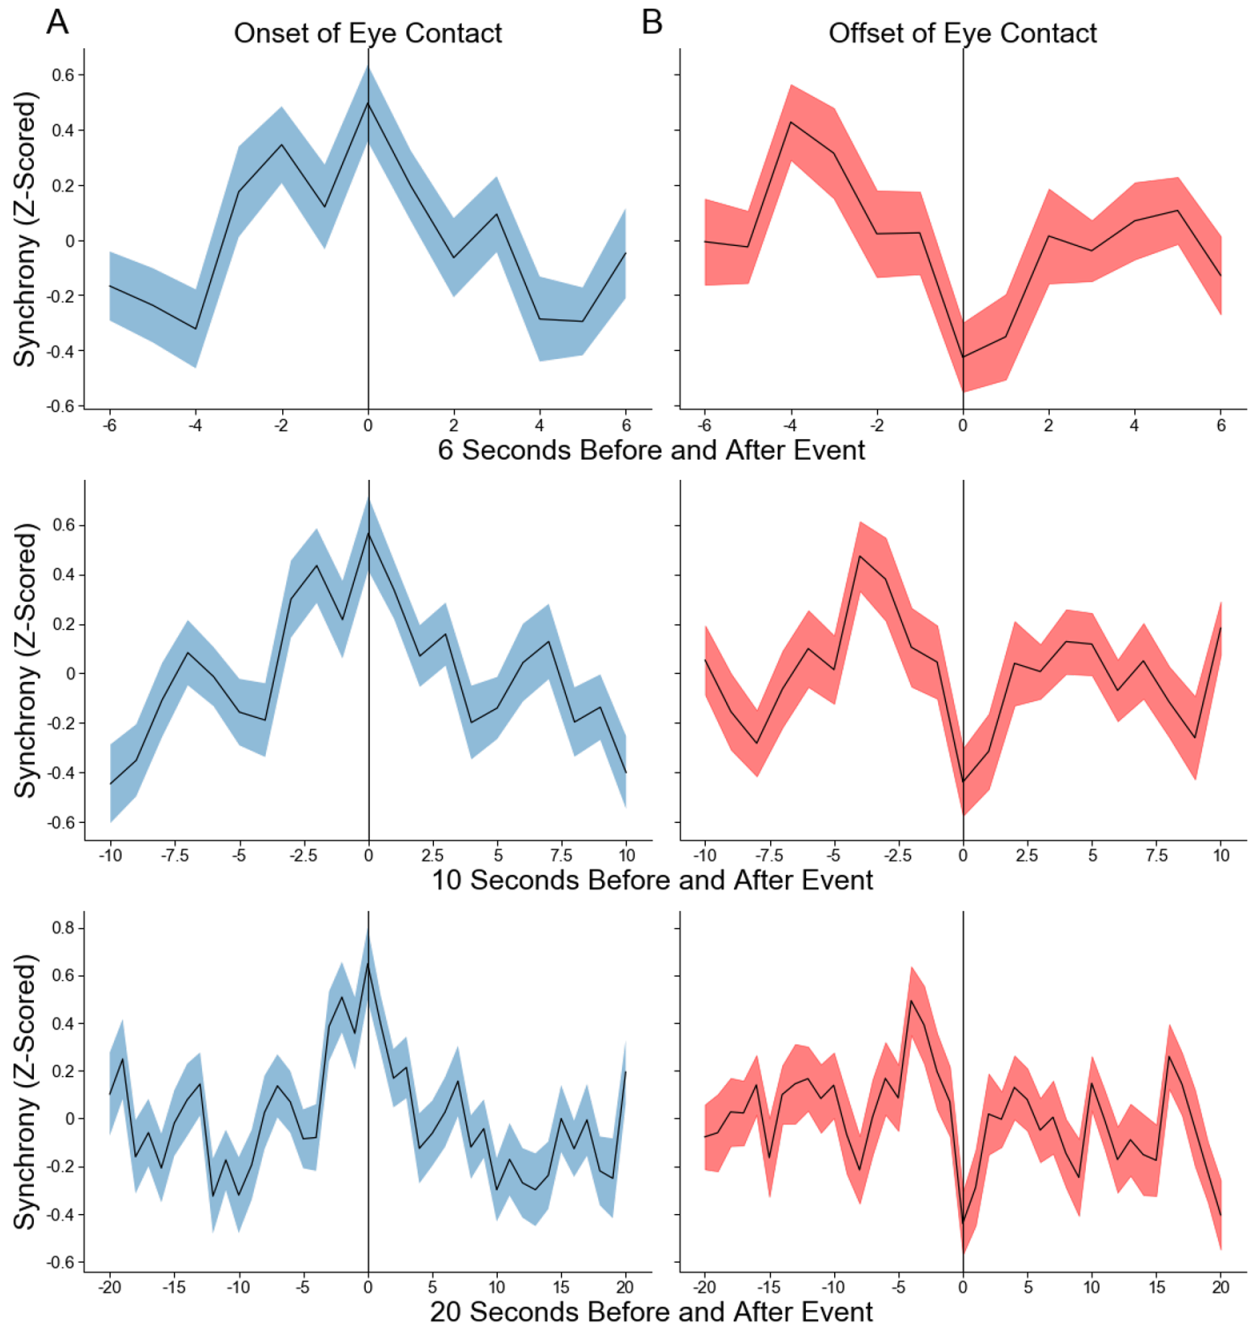 A B
Onset of Eye Contact Offset of Eye Contact
Synchrony (Z-Scored)
0.6
0.4
0.2
0
-0.2
-0.4
-0.6
-6 -4 -2 0 2 4 6 -6 -4 -2 0 2 4 6
6 Seconds Before and After Event
Synchrony (Z-Scored)
0.6
0.4
0.2
0
-0.2
-0.4
-0.6
-10 -7.5 -5 -2.5 0 2.5 5 7.5 10 -10 -7.5 -5 -2.5 0 2.5 5 7.5 10
10 Seconds Before and After Event
Synchrony (Z-Scored)
0.8
0.6
0.4
0.2
0
-0.2
-0.4
-0.6
-20 -15 -10 -5 0 5 10 15 20 -20 -15 -10 -5 0 5 10 15 20
20 Seconds Before and After Event